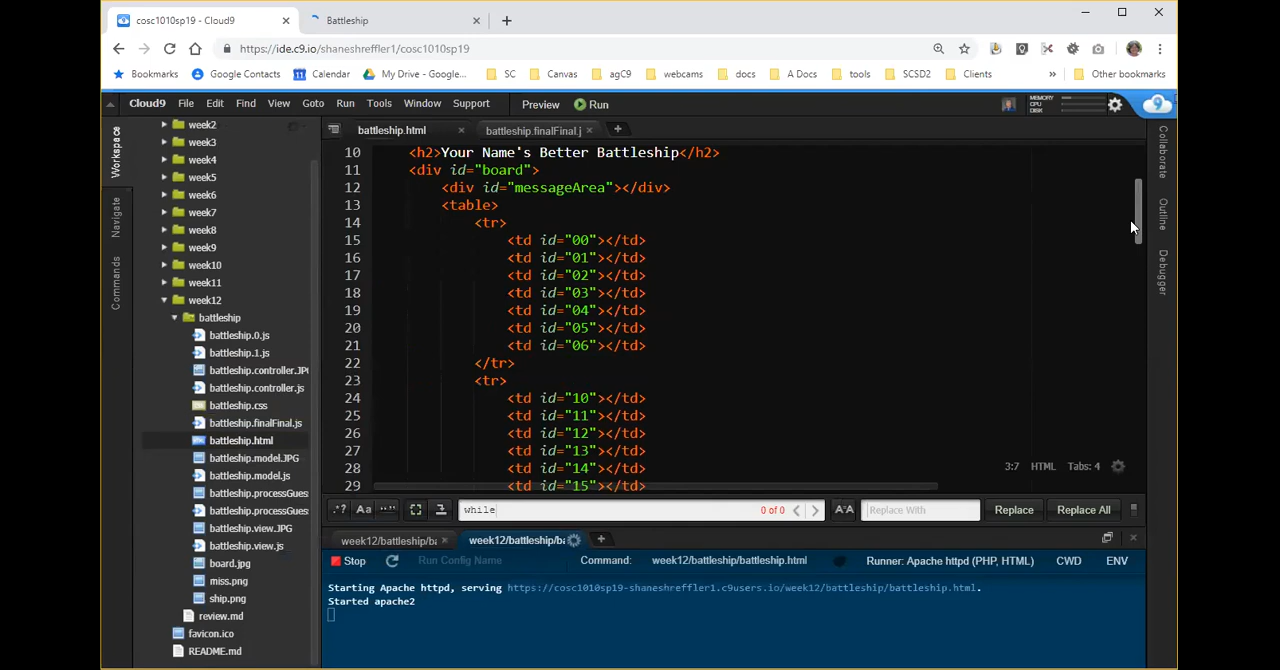 cosc1010sp19 - Cloud9
Battleship
https://ide.c9.io/shaneshreffler1/cosc1010sp19
Bookmarks
Google Contacts
Calendar
My Drive - Google...
SC
Canvas
agC9
webcams
docs
A Docs
tools
SCSD2
Clients
»
Other bookmarks
Cloud9 File Edit Find View Goto Run Tools Window Support Preview Run
MEMORY
CPU
DISK
9
Workspace
Navigate
Commands
week2
week3
week4
week5
week6
week7
week8
week9
week10
week11
week12
battleship
battleship.0.js
battleship.1.js
battleship.controller.JPG
battleship.controller.js
battleship.css
battleship.finalFinal.js
battleship.html
battleship.model.JPG
battleship.model.js
battleship.processGues
battleship.processGues
battleship.view.JPG
battleship.view.js
board.jpg
miss.png
ship.png
review.md
favicon.ico
README.md
battleship.html
battleship.finalFinal.j
10 <h2>Your Name's Better Battleship</h2>
11 <div id="board">
12 <div id="messageArea"></div>
13 <table>
14 <tr>
15 <td id="00"></td>
16 <td id="01"></td>
17 <td id="02"></td>
18 <td id="03"></td>
19 <td id="04"></td>
20 <td id="05"></td>
21 <td id="06"></td>
22 </tr>
23 <tr>
24 <td id="10"></td>
25 <td id="11"></td>
26 <td id="12"></td>
27 <td id="13"></td>
28 <td id="14"></td>
29 <td id="15"></td>
3:7 HTML Tabs: 4
Collaborate
Outline
Debugger
.* Aa while 0 of 0 Replace With Replace Replace All
week12/battleship/ba
week12/battleship/ba
Stop Run Config Name Command: week12/battleship/battleship.html Runner: Apache httpd (PHP, HTML) CWD ENV
Starting Apache httpd, serving https://cosc1010sp19-shaneshreffler1.c9users.io/week12/battleship/battleship.html.
Started apache2